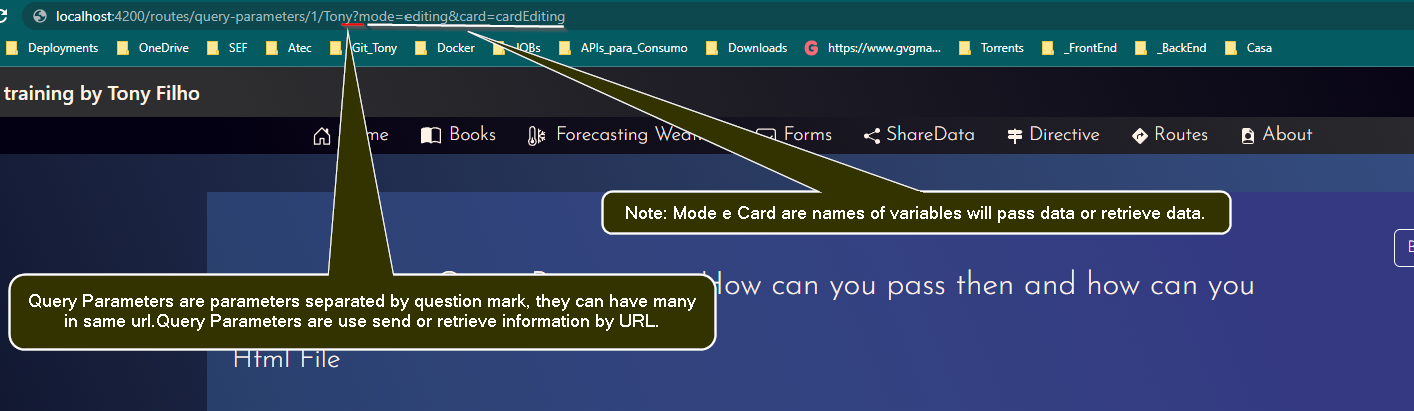 localhost:4200/routes/query-parameters/1/Tony?mode=editing&card=cardEditing
Deployments OneDrive SEF Atec Git_Tony Docker JOBs APIs_para_Consumo Downloads https://www.gvgma... Torrents _FrontEnd _BackEnd Casa
training by Tony Filho
me Books Forecasting Wea Forms ShareData Directive Routes About
Note: Mode e Card are names of variables will pass data or retrieve data.
How can you pass then and how can you
Query Parameters are parameters separated by question mark, they can have many
in same url.Query Parameters are use send or retrieve information by URL.
Html File